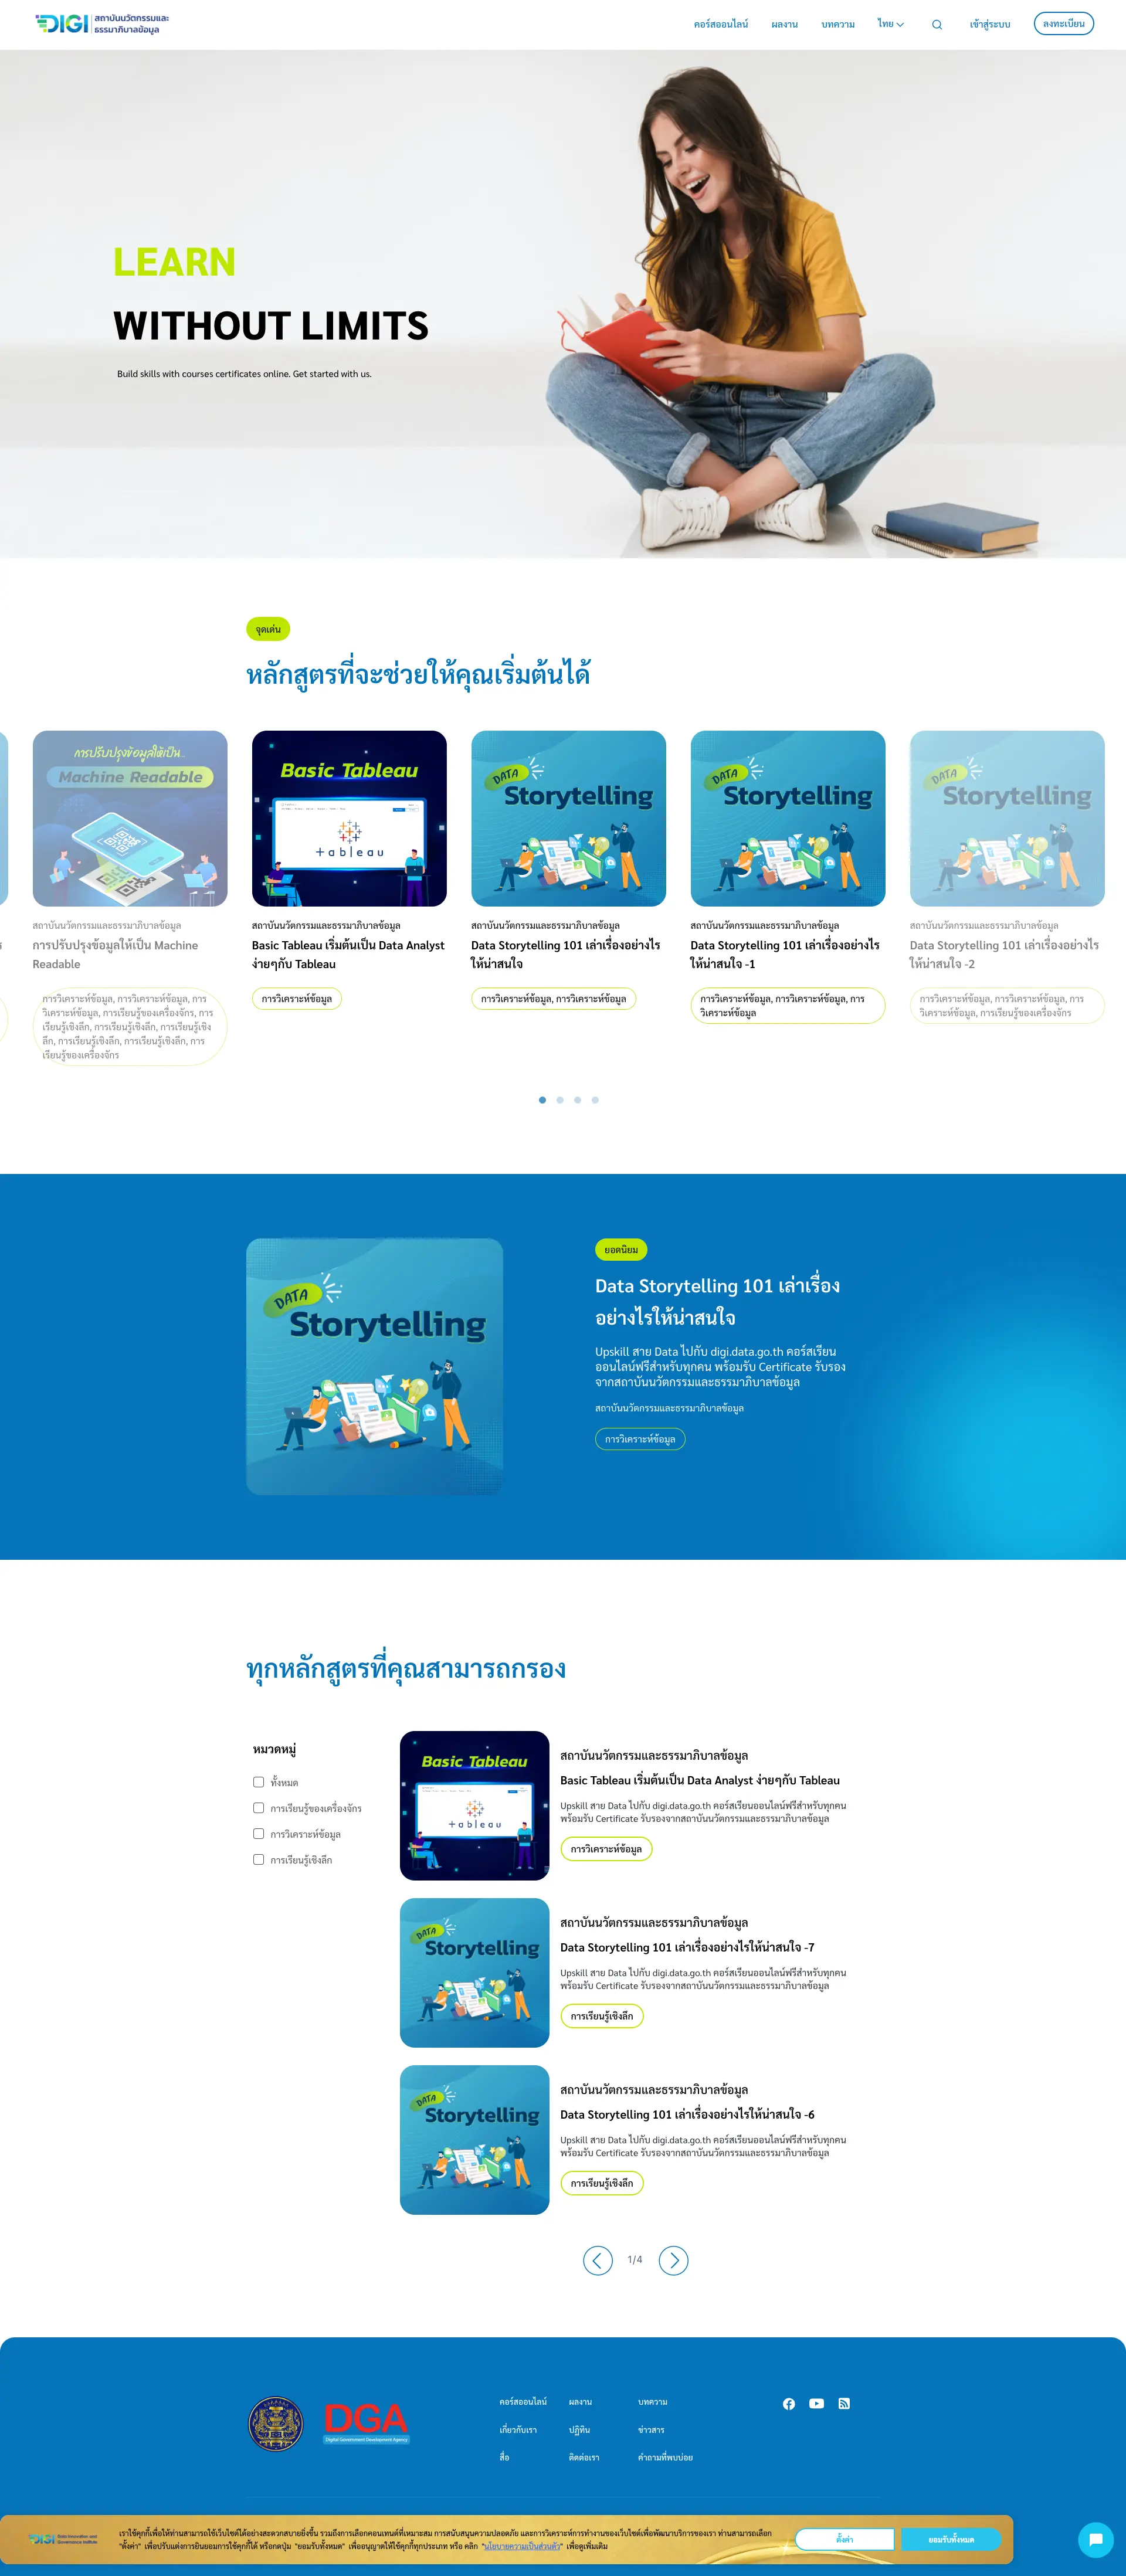 DIGI สถาบันนวัตกรรมและ
ธรรมาภิบาลข้อมูล
คอร์สออนไลน์ ผลงาน บทความ ไทย เข้าสู่ระบบ ลงทะเบียน
LEARN
WITHOUT LIMITS
Build skills with courses certificates online. Get started with us.
จุดเด่น
หลักสูตรที่จะช่วยให้คุณเริ่มต้นได้
การปรับปรุงข้อมูลให้เป็น...
Machine Readable
สถาบันนวัตกรรมและธรรมาภิบาลข้อมูล
การปรับปรุงข้อมูลให้เป็น Machine
Readable
การวิเคราะห์ข้อมูล, การวิเคราะห์ข้อมูล, การ
วิเคราะห์ข้อมูล, การเรียนรู้ของเครื่องจักร, การ
เรียนรู้เชิงลึก, การเรียนรู้เชิงลึก, การเรียนรู้เชิง
ลึก, การเรียนรู้เชิงลึก, การเรียนรู้เชิงลึก, การ
เรียนรู้ของเครื่องจักร
Basic Tableau
+ a b | e a u
สถาบันนวัตกรรมและธรรมาภิบาลข้อมูล
Basic Tableau เริ่มต้นเป็น Data Analyst
ง่ายๆกับ Tableau
การวิเคราะห์ข้อมูล
DATA
Storytelling
สถาบันนวัตกรรมและธรรมาภิบาลข้อมูล
Data Storytelling 101 เล่าเรื่องอย่างไร
ให้น่าสนใจ
การวิเคราะห์ข้อมูล, การวิเคราะห์ข้อมูล
DATA
Storytelling
สถาบันนวัตกรรมและธรรมาภิบาลข้อมูล
Data Storytelling 101 เล่าเรื่องอย่างไร
ให้น่าสนใจ -1
การวิเคราะห์ข้อมูล, การวิเคราะห์ข้อมูล, การ
วิเคราะห์ข้อมูล
DATA
Storytelling
สถาบันนวัตกรรมและธรรมาภิบาลข้อมูล
Data Storytelling 101 เล่าเรื่องอย่างไร
ให้น่าสนใจ -2
การวิเคราะห์ข้อมูล, การวิเคราะห์ข้อมูล, การ
วิเคราะห์ข้อมูล, การเรียนรู้ของเครื่องจักร
DATA
Storytelling
ยอดนิยม
Data Storytelling 101 เล่าเรื่อง
อย่างไรให้น่าสนใจ
Upskill สาย Data ไปกับ digi.data.go.th คอร์สเรียน
ออนไลน์ฟรีสำหรับทุกคน พร้อมรับ Certificate รับรอง
จากสถาบันนวัตกรรมและธรรมาภิบาลข้อมูล
สถาบันนวัตกรรมและธรรมาภิบาลข้อมูล
การวิเคราะห์ข้อมูล
ทุกหลักสูตรที่คุณสามารถกรอง
หมวดหมู่
ทั้งหมด
การเรียนรู้ของเครื่องจักร
การวิเคราะห์ข้อมูล
การเรียนรู้เชิงลึก
Basic Tableau
+ a b | e a u
สถาบันนวัตกรรมและธรรมาภิบาลข้อมูล
Basic Tableau เริ่มต้นเป็น Data Analyst ง่ายๆกับ Tableau
Upskill สาย Data ไปกับ digi.data.go.th คอร์สเรียนออนไลน์ฟรีสำหรับทุกคน
พร้อมรับ Certificate รับรองจากสถาบันนวัตกรรมและธรรมาภิบาลข้อมูล
การวิเคราะห์ข้อมูล
DATA
Storytelling
สถาบันนวัตกรรมและธรรมาภิบาลข้อมูล
Data Storytelling 101 เล่าเรื่องอย่างไรให้น่าสนใจ -7
Upskill สาย Data ไปกับ digi.data.go.th คอร์สเรียนออนไลน์ฟรีสำหรับทุกคน
พร้อมรับ Certificate รับรองจากสถาบันนวัตกรรมและธรรมาภิบาลข้อมูล
การเรียนรู้เชิงลึก
DATA
Storytelling
สถาบันนวัตกรรมและธรรมาภิบาลข้อมูล
Data Storytelling 101 เล่าเรื่องอย่างไรให้น่าสนใจ -6
Upskill สาย Data ไปกับ digi.data.go.th คอร์สเรียนออนไลน์ฟรีสำหรับทุกคน
พร้อมรับ Certificate รับรองจากสถาบันนวัตกรรมและธรรมาภิบาลข้อมูล
การเรียนรู้เชิงลึก
1/4
DGA
Digital Government Development Agency
คอร์สออนไลน์ ผลงาน บทความ
เกี่ยวกับเรา ปฏิทิน ข่าวสาร
สื่อ ติดต่อเรา คำถามที่พบบ่อย
DIGI Data Innovation and
Governance Institute
เราใช้คุกกี้เพื่อให้ท่านสามารถใช้เว็บไซต์ได้อย่างสะดวกสบายยิ่งขึ้น รวมถึงการเลือกคอนเทนต์ที่เหมาะสม การสนับสนุนความปลอดภัย และการวิเคราะห์การทำงานของเว็บไซต์เพื่อพัฒนาบริการของเรา ท่านสามารถเลือก
"ตั้งค่า" เพื่อปรับแต่งการยินยอมการใช้คุกกี้ได้ หรือกดปุ่ม "ยอมรับทั้งหมด" เพื่ออนุญาตให้ใช้คุกกี้ทุกประเภท หรือ คลิก "นโยบายความเป็นส่วนตัว" เพื่อดูเพิ่มเติม
ตั้งค่า
ยอมรับทั้งหมด